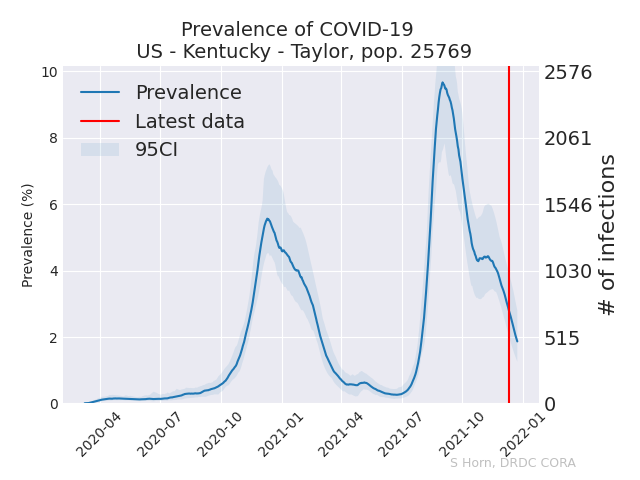 Prevalence of COVID-19
US - Kentucky - Taylor, pop. 25769
Prevalence
Latest data
95CI
Prevalence (%)
10
8
6
4
2
0
2576
2061
1546
1030
515
0
# of infections
2020-04
2020-07
2020-10
2021-01
2021-04
2021-07
2021-10
2022-01
S Horn, DRDC CORA